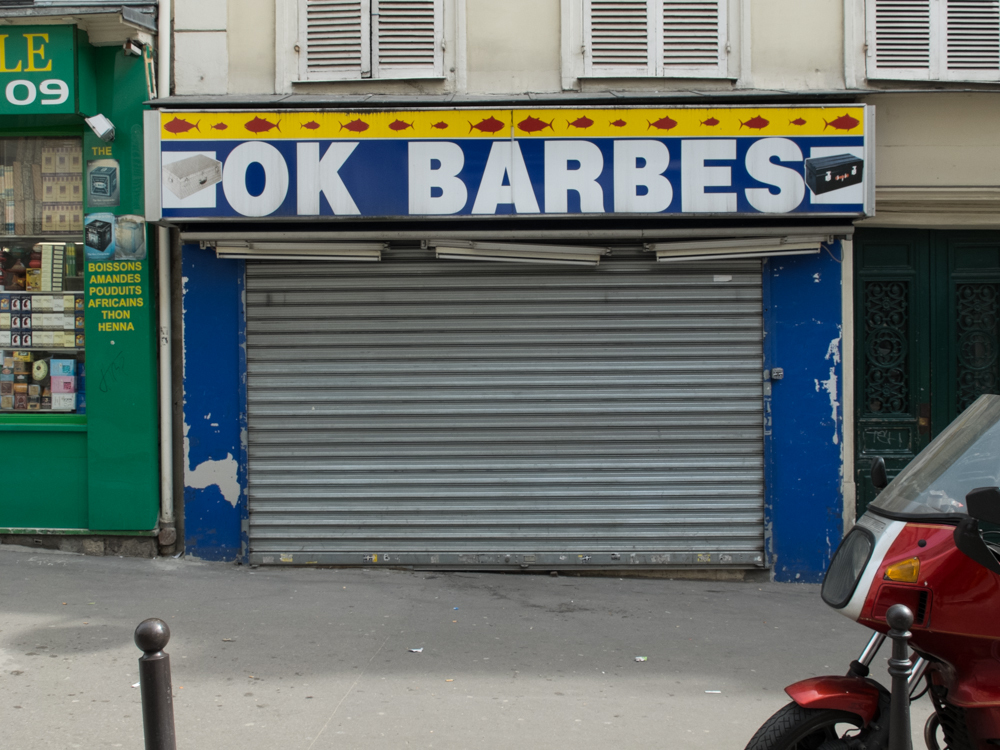 LE
09
OK BARBES
THE
BOISSONS
AMANDES
POUDUITS
AFRICAINS
THON
HENNA